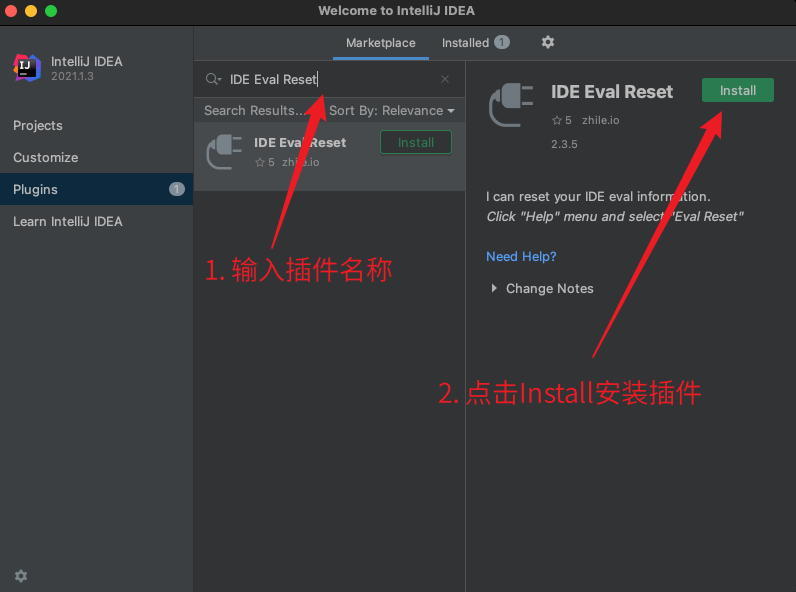 Welcome to IntelliJ IDEA
IntelliJ IDEA
2021.1.3
Projects
Customize
Plugins 1
Learn IntelliJ IDEA
Marketplace Installed 1
IDE Eval Reset
Search Results... Sort By: Relevance
IDE Eval Reset
5 zhile.io
Install
IDE Eval Reset
Install
5 zhile.io
2.3.5
I can reset your IDE eval information.
Click "Help" menu and select "Eval Reset"
Need Help?
Change Notes
1. 输入插件名称
2. 点击Install安装插件